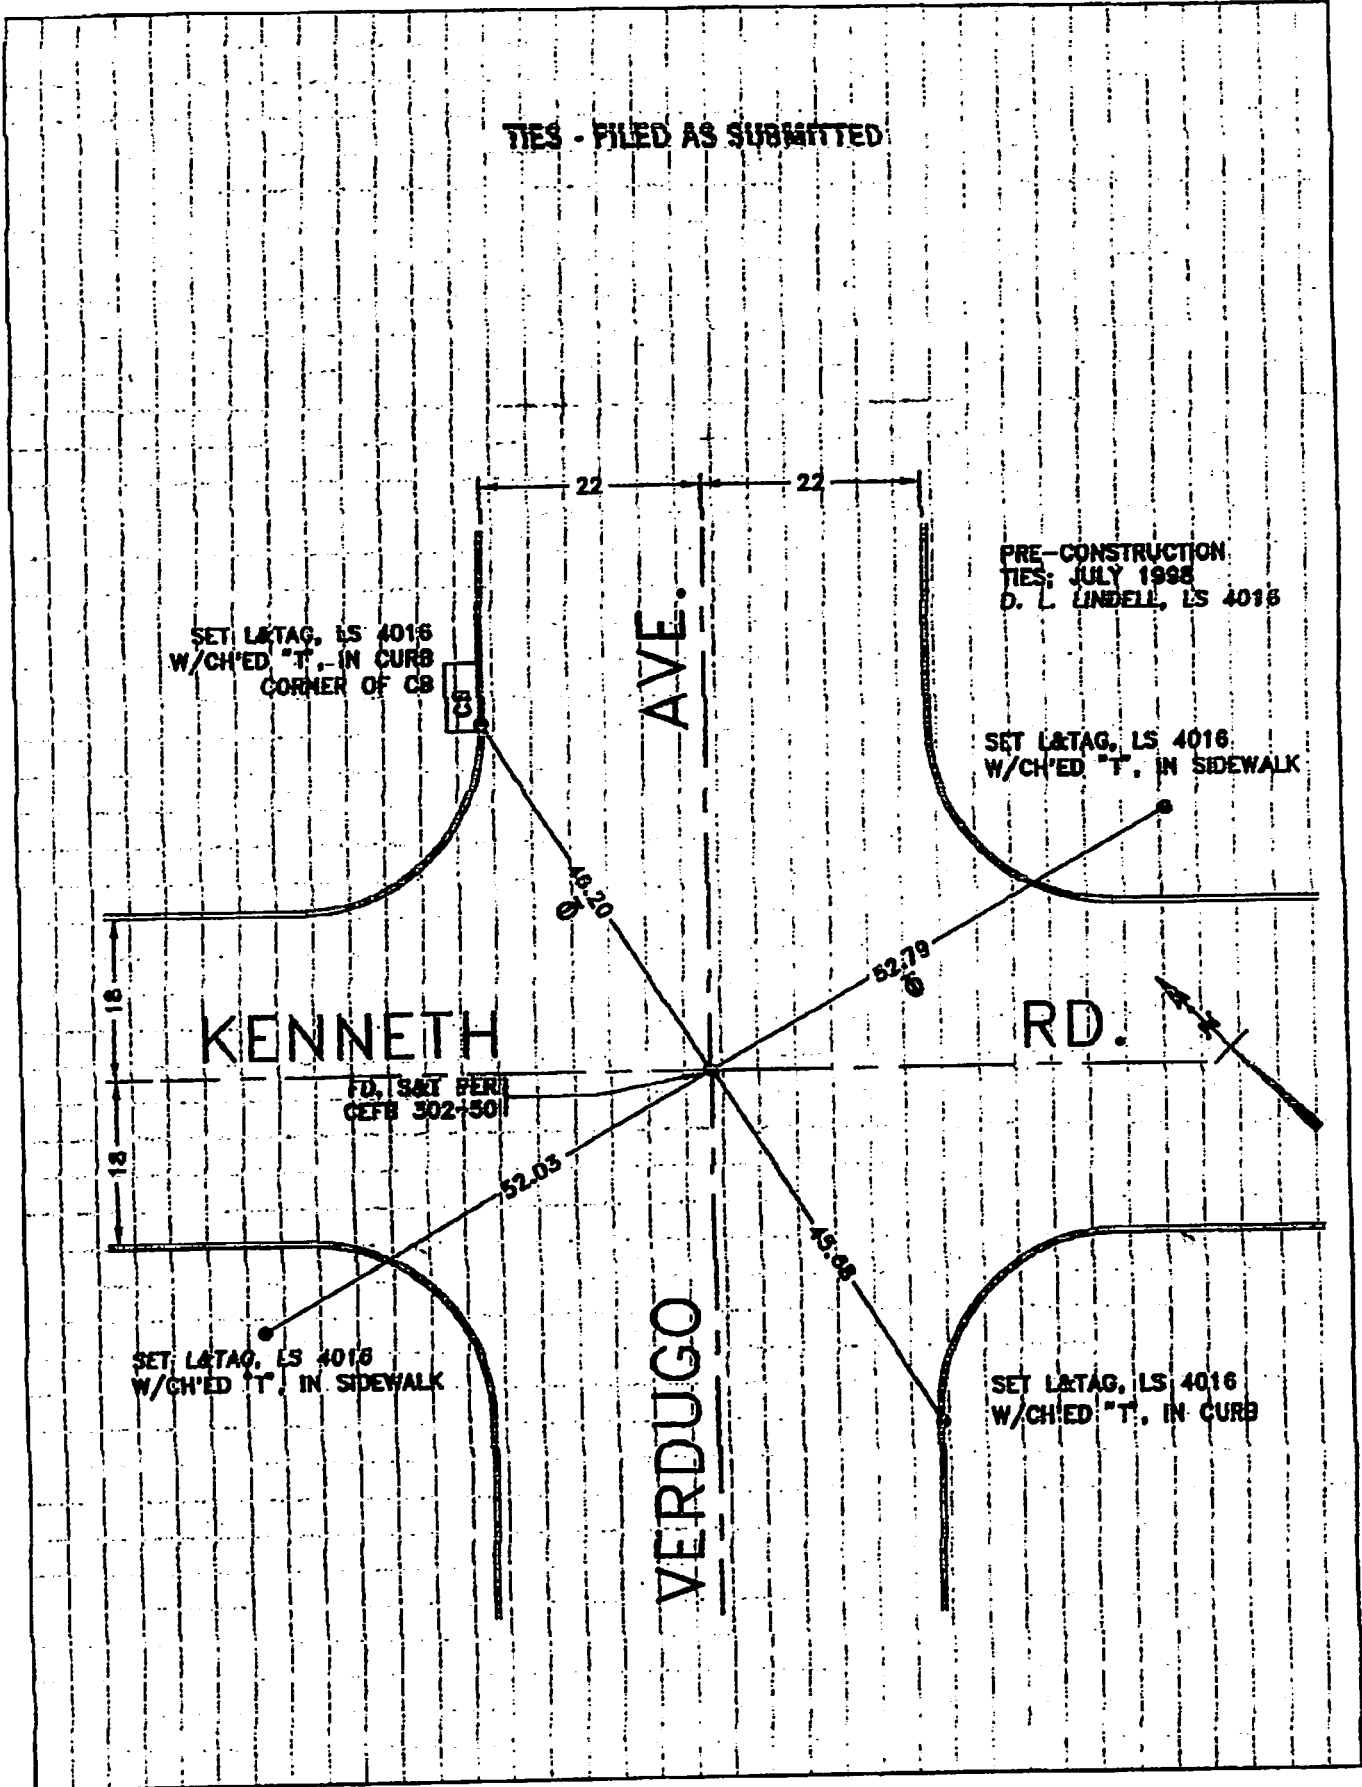 TIES - FILED AS SUBMITTED
22
22
PRE-CONSTRUCTION
TIES; JULY 1998
D. L. LINDELL, LS 4016
SET L&TAG, LS 4016
W/CH'ED "T", IN CURB
CORNER OF CB
CB
AVE.
SET L&TAG, LS 4016
W/CH'ED "T", IN SIDEWALK
46.20
52.79
18
KENNETH
RD.
N
FD, S&T PER
CEFB 302-50
18
52.03
45.68
VERDUGO
SET L&TAG, LS 4016
W/CH'ED "T", IN SIDEWALK
SET L&TAG, LS 4016
W/CH'ED "T", IN CURB